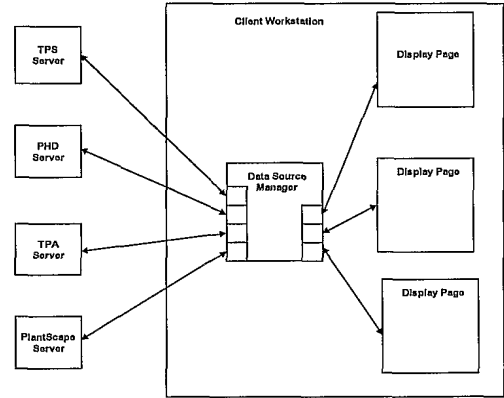 Client Workstation
TPS
Server
Display Page
PHD
Server
Data Source
Manager
Display Page
TPA
Server
Display Page
PlantScape
Server